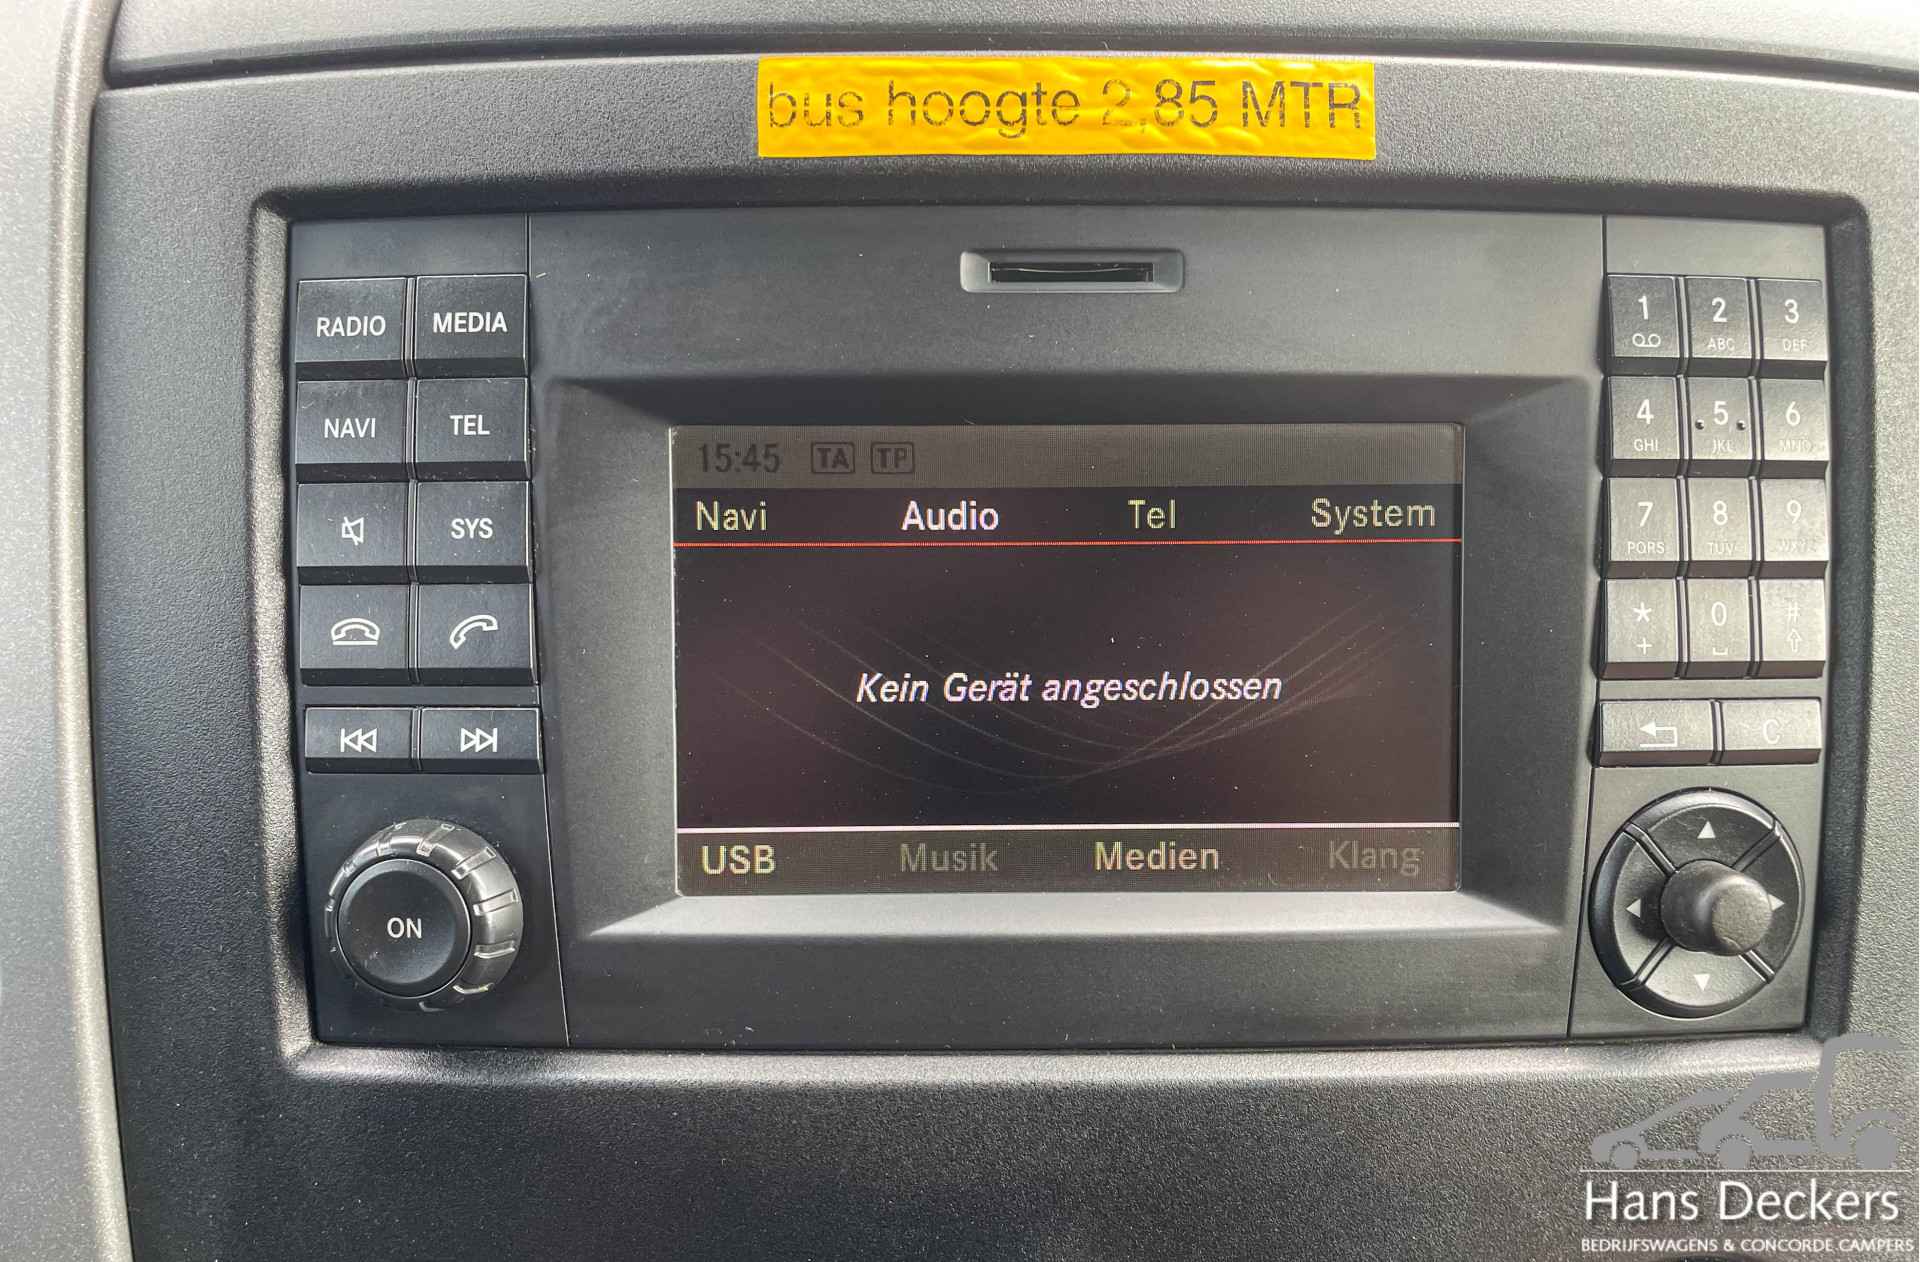 bus hoogte 2,85 MTR
RADIO MEDIA
NAVI TEL
SYS
ON
15:45 TA TP
Navi Audio Tel System
Kein Gerät angeschlossen
USB Musik Medien Klang
1 2 3
ABC DEF
4 5 6
GHI JKL MNO
7 8 9
PQRS TUV WXYZ
* 0 #
+
C
Hans Deckers
BEDRIJFSWAGENS & CONCORDE CAMPERS